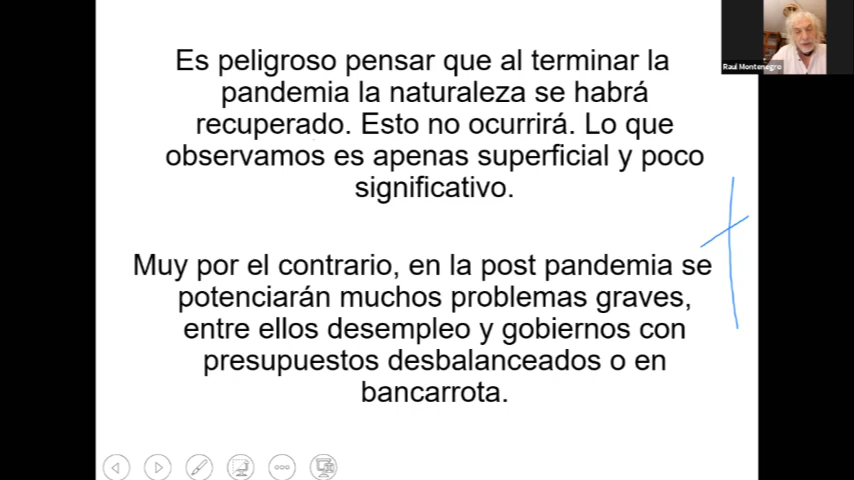 Raul Montenegro
Es peligroso pensar que al terminar la
pandemia la naturaleza se habrá
recuperado. Esto no ocurrirá. Lo que
observamos es apenas superficial y poco
significativo.
Muy por el contrario, en la post pandemia se
potenciarán muchos problemas graves,
entre ellos desempleo y gobiernos con
presupuestos desbalanceados o en
bancarrota.